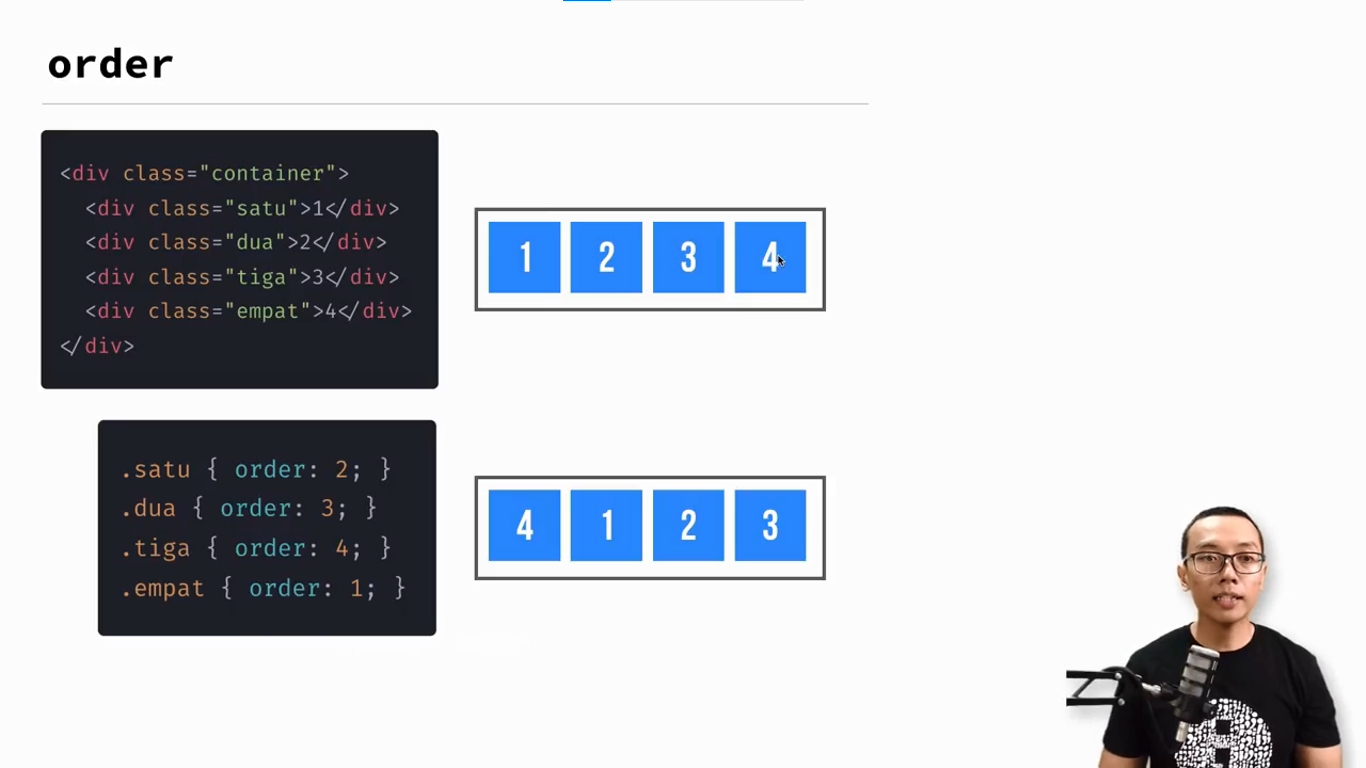 order
<div class="container">
<div class="satu">1</div>
<div class="dua">2</div>
<div class="tiga">3</div>
<div class="empat">4</div>
</div>
1 2 3 4
.satu { order: 2; }
.dua { order: 3; }
.tiga { order: 4; }
.empat { order: 1; }
4 1 2 3